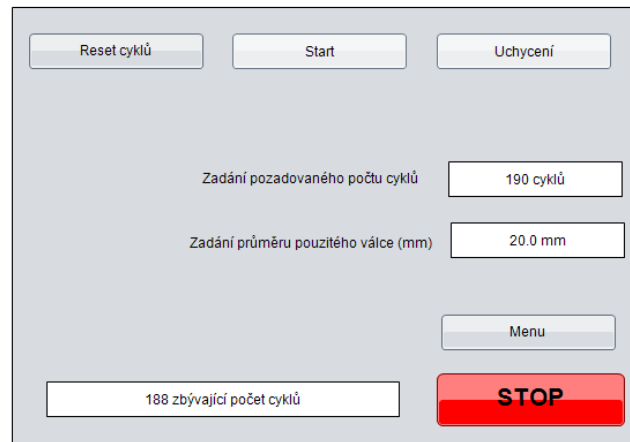 Reset cyklů
Start
Uchycení
Zadání pozadovaného počtu cyklů
190 cyklů
Zadání průměru pouzitého válce (mm)
20.0 mm
Menu
188 zbývající počet cyklů
STOP